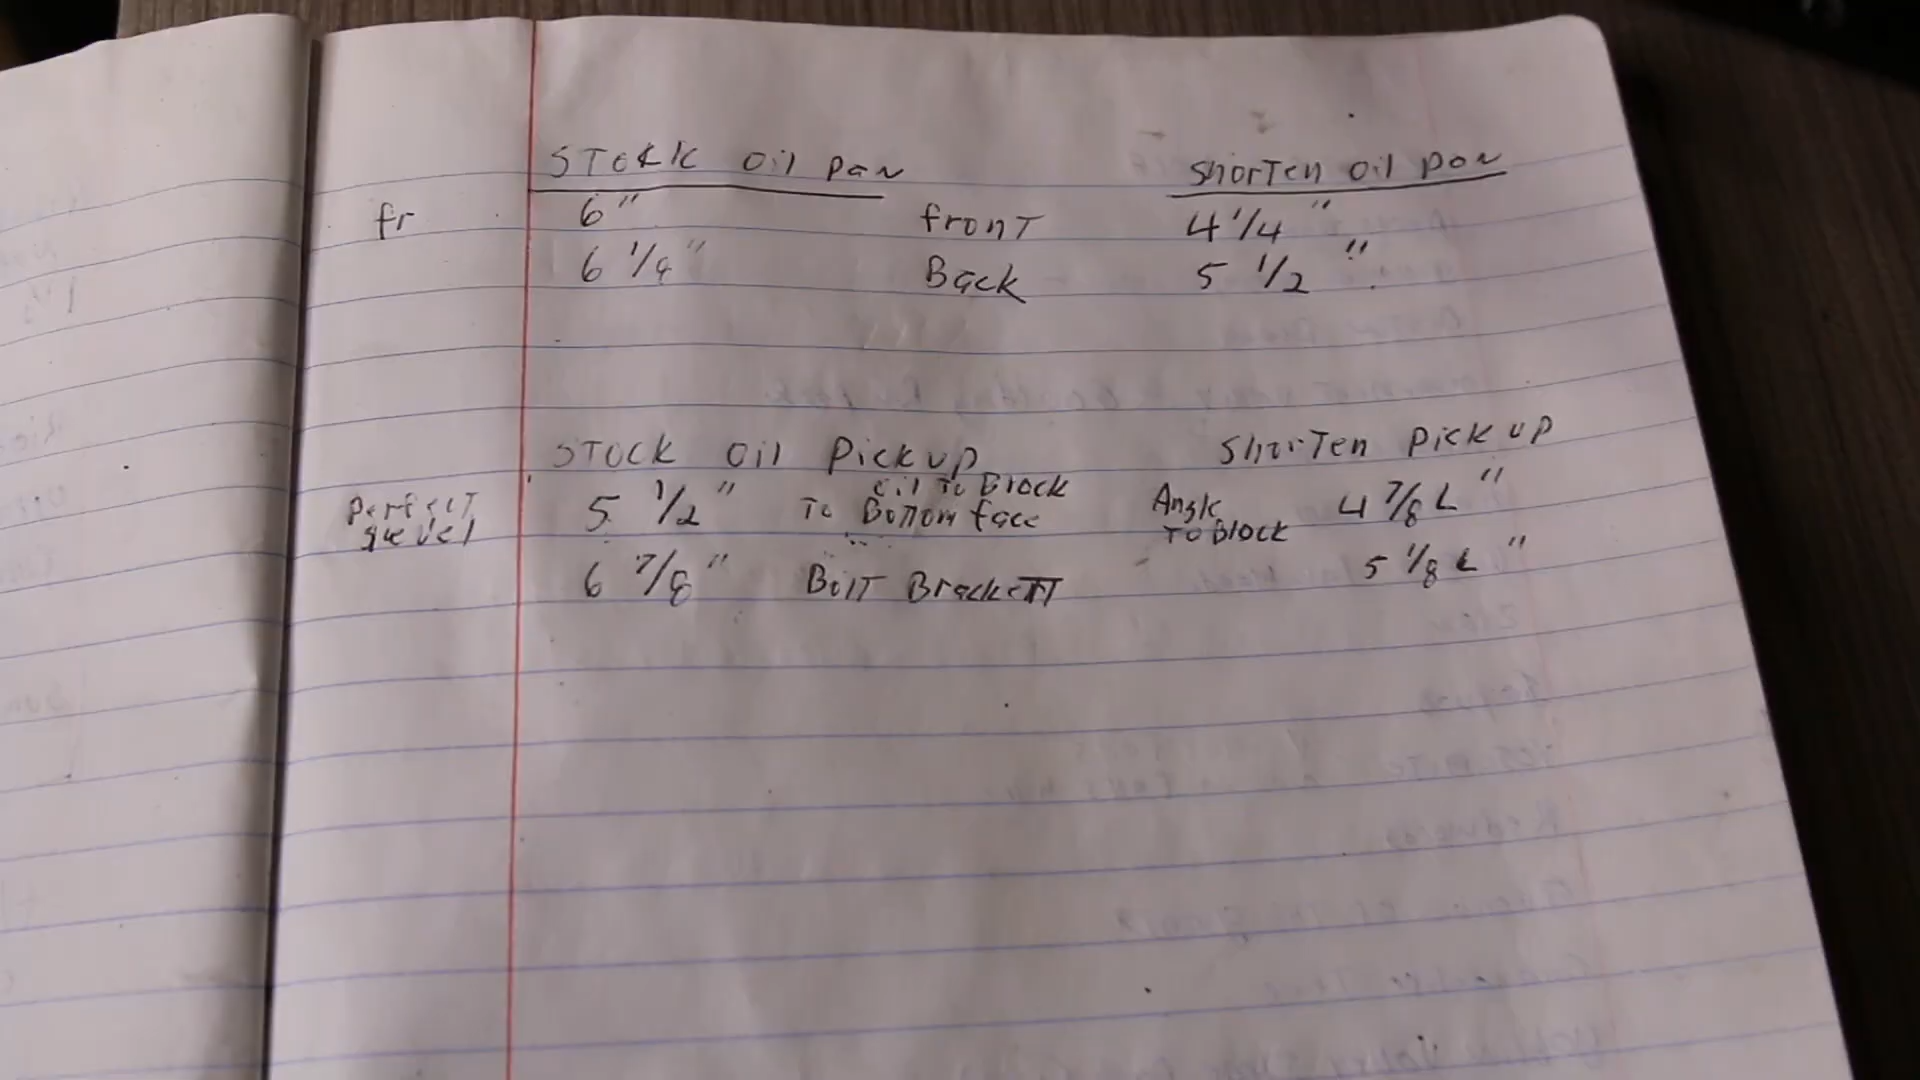 STOCK oil pan shorTen oil pan
fr 6" fronT 4 1/4 "
6 1/4" Back 5 1/2 "
STOCK oil Pickup ShorTen Pick up
Perfect 5 1/2" oil To Block Angle 4 7/8 L "
level To BoTTom face TO Block
6 7/8" BolT BrackeTT 5 1/8 L "